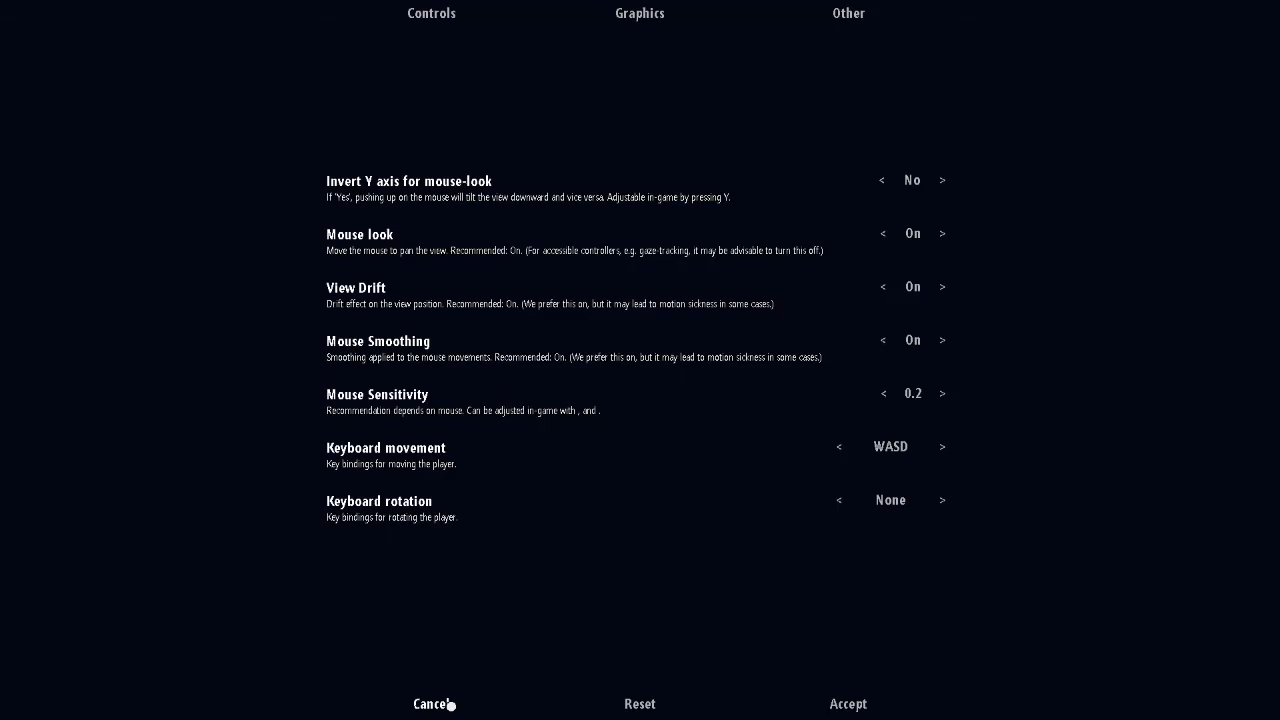 Controls Graphics Other
Invert Y axis for mouse-look < No >
If 'Yes', pushing up on the mouse will tilt the view downward and vice versa. Adjustable in-game by pressing Y.
Mouse look < On >
Move the mouse to pan the view. Recommended: On. (For accessible controllers, e.g. gaze-tracking, it may be advisable to turn this off.)
View Drift < On >
Drift effect on the view position. Recommended: On. (We prefer this on, but it may lead to motion sickness in some cases.)
Mouse Smoothing < On >
Smoothing applied to the mouse movements. Recommended: On. (We prefer this on, but it may lead to motion sickness in some cases.)
Mouse Sensitivity < 0.2 >
Recommendation depends on mouse. Can be adjusted in-game with , and .
Keyboard movement < WASD >
Key bindings for moving the player.
Keyboard rotation < None >
Key bindings for rotating the player.
Cancel Reset Accept